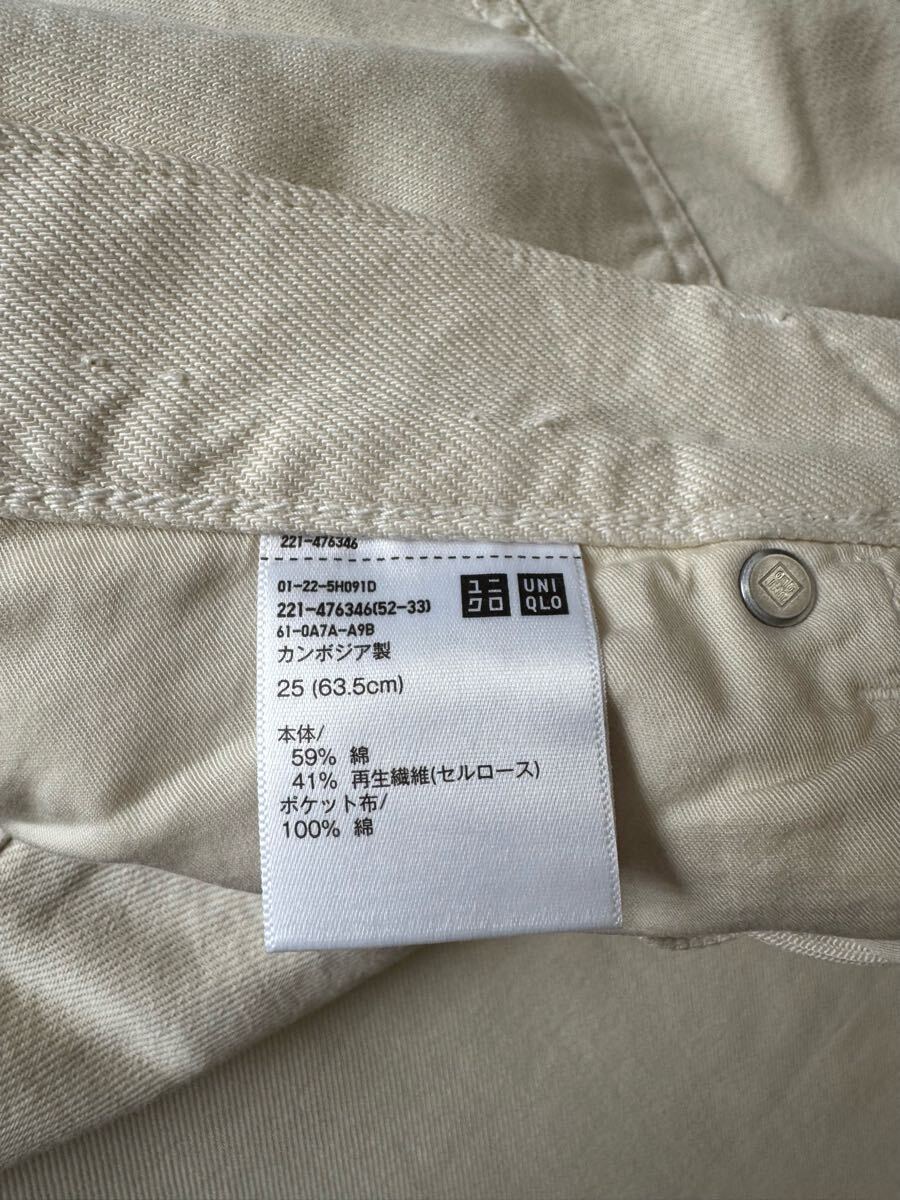 221-476346
01-22-5H091D
221-476346(52-33)
61-0A7A-A9B
ユニ
クロ
UNI
QLO
カンボジア製
25 (63.5cm)
本体/
59% 綿
41% 再生繊維(セルロース)
ポケット布/
100% 綿